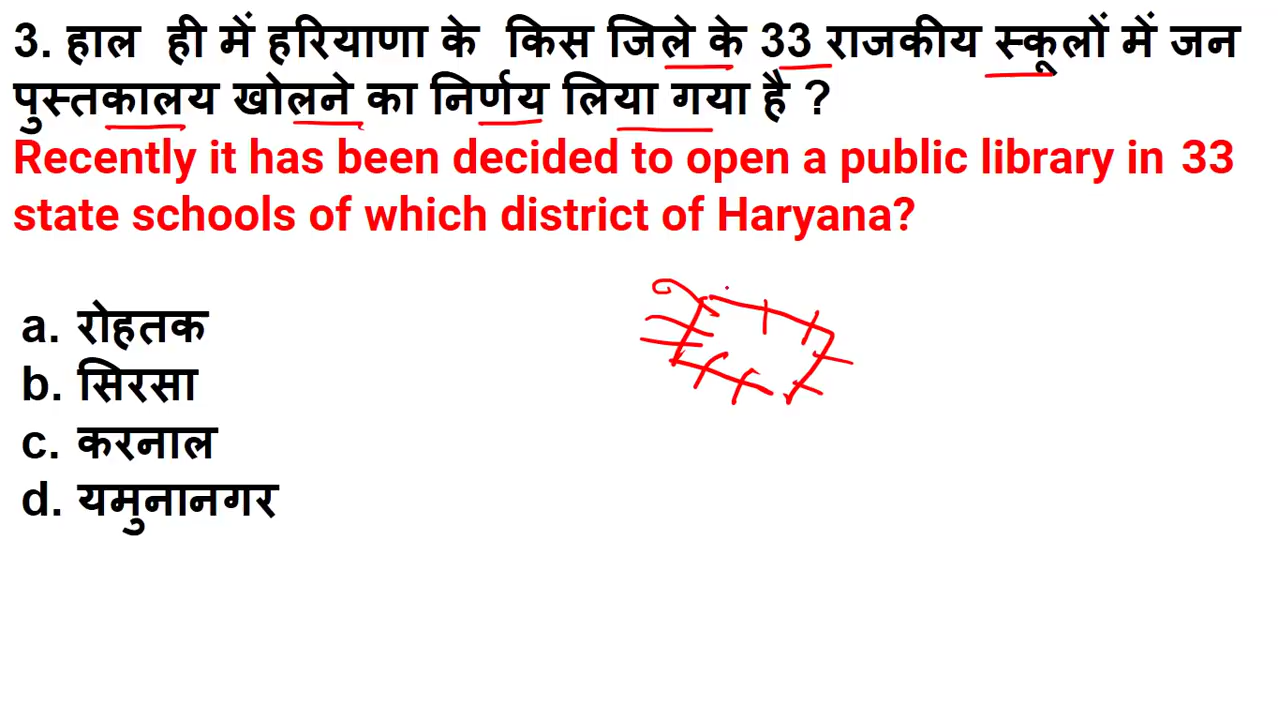 3. हाल ही में हरियाणा के किस जिले के 33 राजकीय स्कूलों में जन
पुस्तकालय खोलने का निर्णय लिया गया है ?
Recently it has been decided to open a public library in 33
state schools of which district of Haryana?
a. रोहतक
b. सिरसा
c. करनाल
d. यमुनानगर